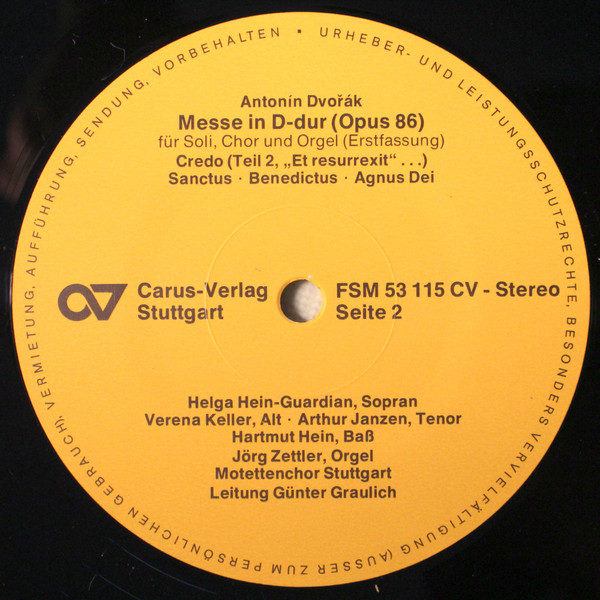 URHEBER- UND LEISTUNGSSCHUTZRECHTE, BESONDERS VERVIELFÄLTIGUNG (AUSSER ZUM PERSÖNLICHEN GEBRAUCH), VERMIETUNG, AUFFÜHRUNG, SENDUNG, VORBEHALTEN •
Antonín Dvořák
Messe in D-dur (Opus 86)
für Soli, Chor und Orgel (Erstfassung)
Credo (Teil 2, „Et resurrexit“ . . .)
Sanctus · Benedictus · Agnus Dei
Carus-Verlag
Stuttgart
FSM 53 115 CV - Stereo
Seite 2
Helga Hein-Guardian, Sopran
Verena Keller, Alt · Arthur Janzen, Tenor
Hartmut Hein, Baß
Jörg Zettler, Orgel
Motettenchor Stuttgart
Leitung Günter Graulich